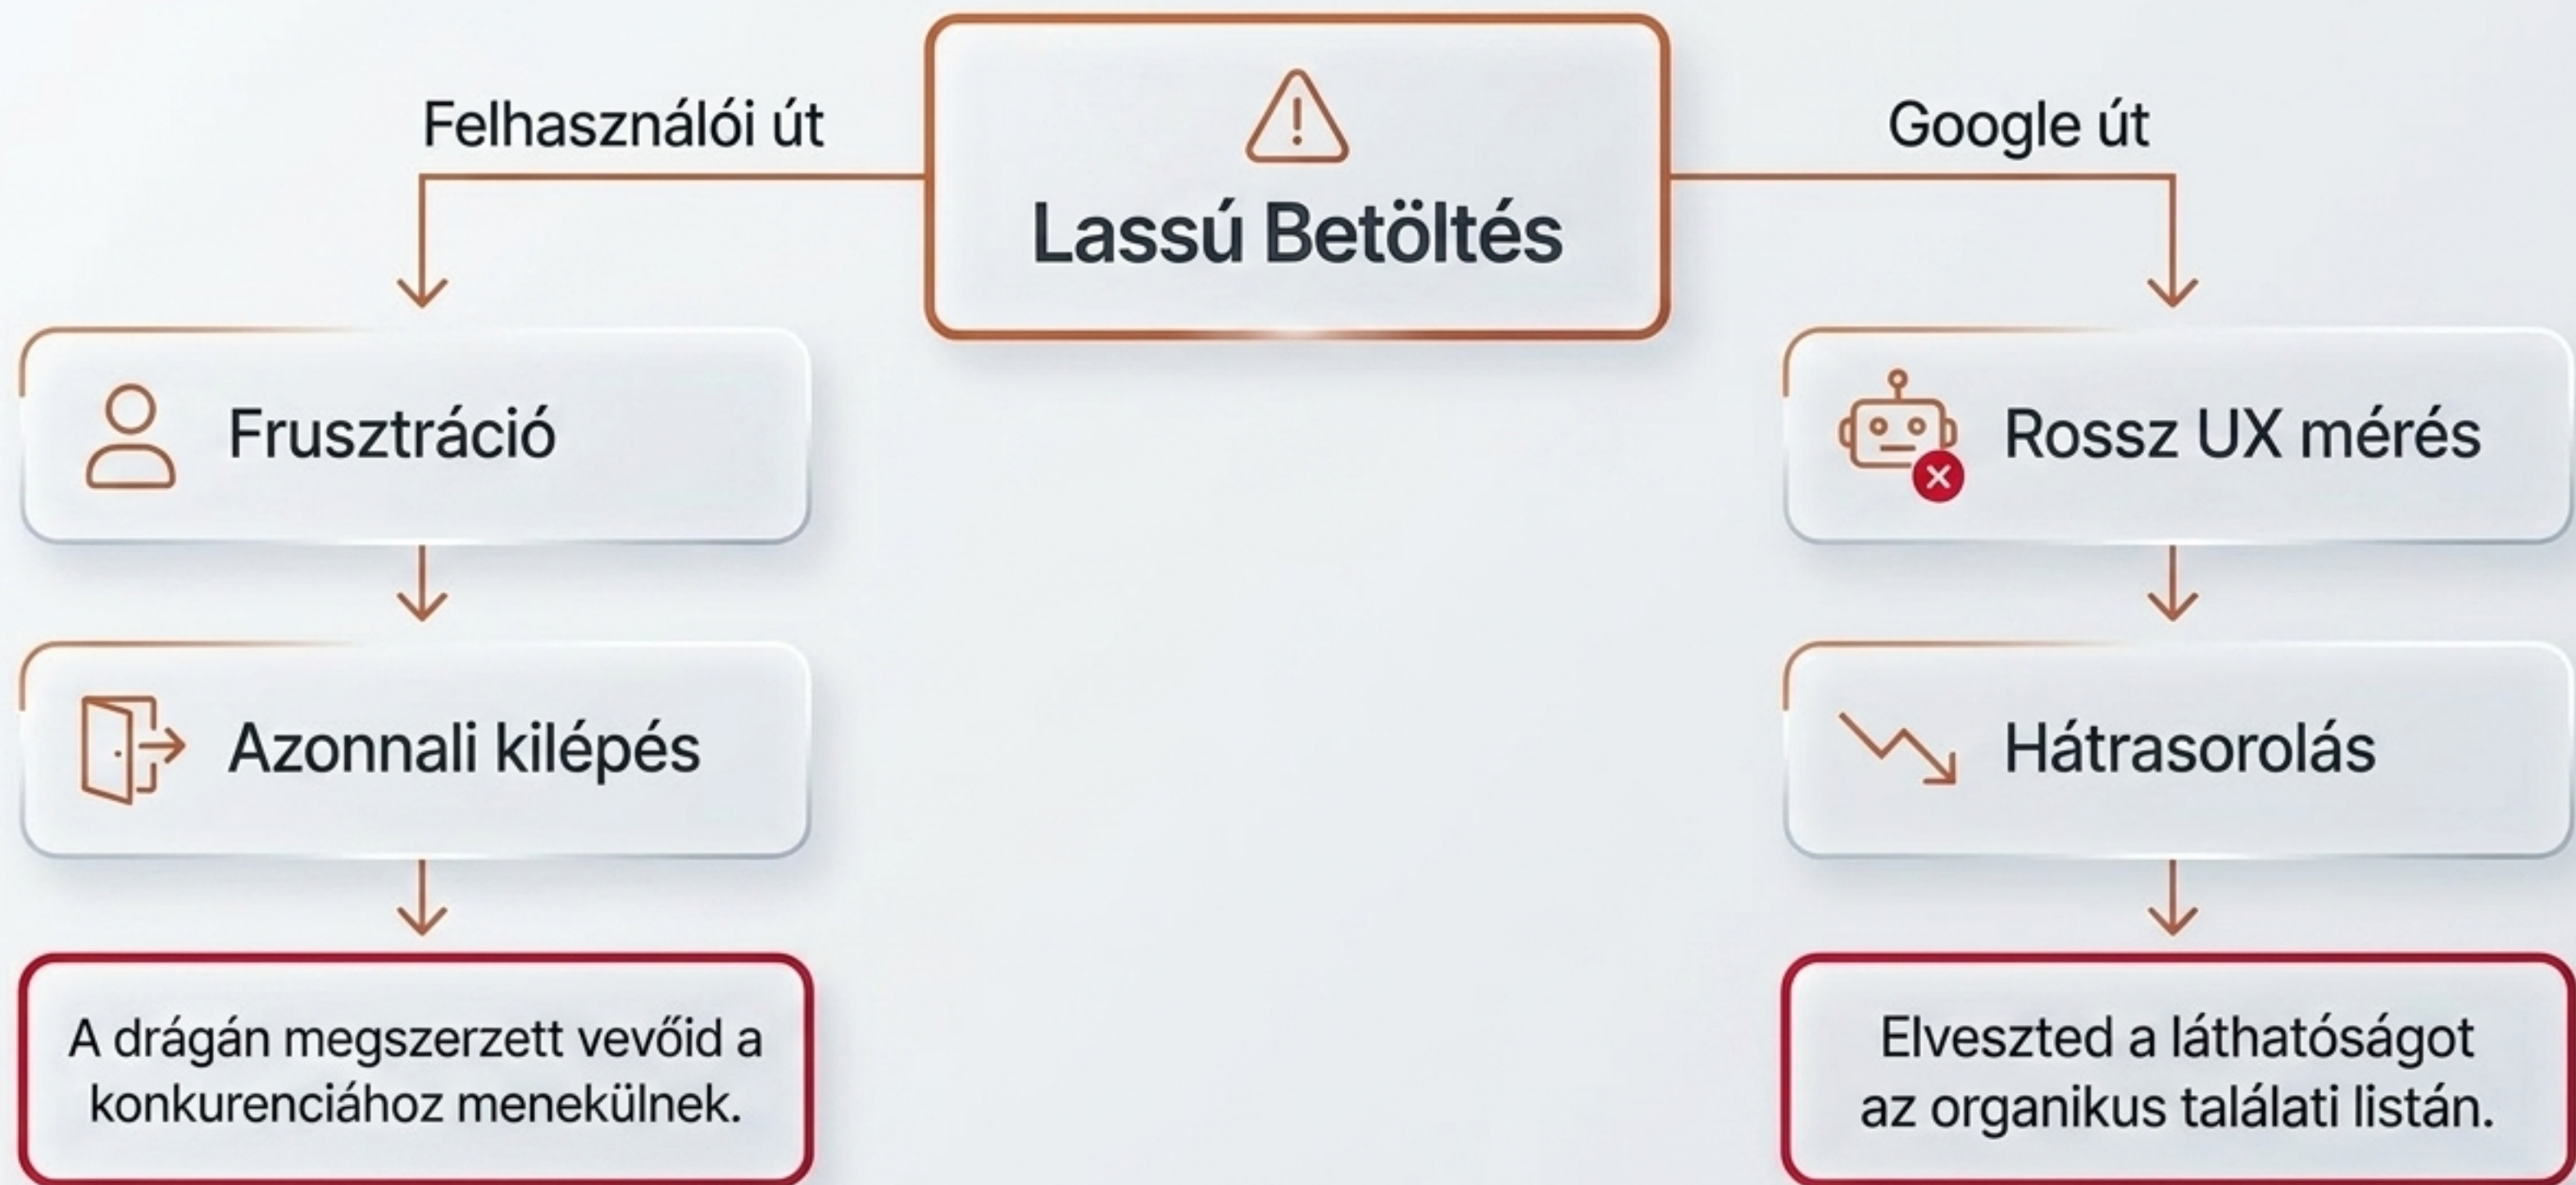 Lassú Betöltés
Felhasználói út
Frusztráció
Azonnali kilépés
A drágán megszerzett vevőid a
konkurenciához menekülnek.
Google út
Rossz UX mérés
Hátrasorolás
Elveszted a láthatóságot
az organikus találati listán.